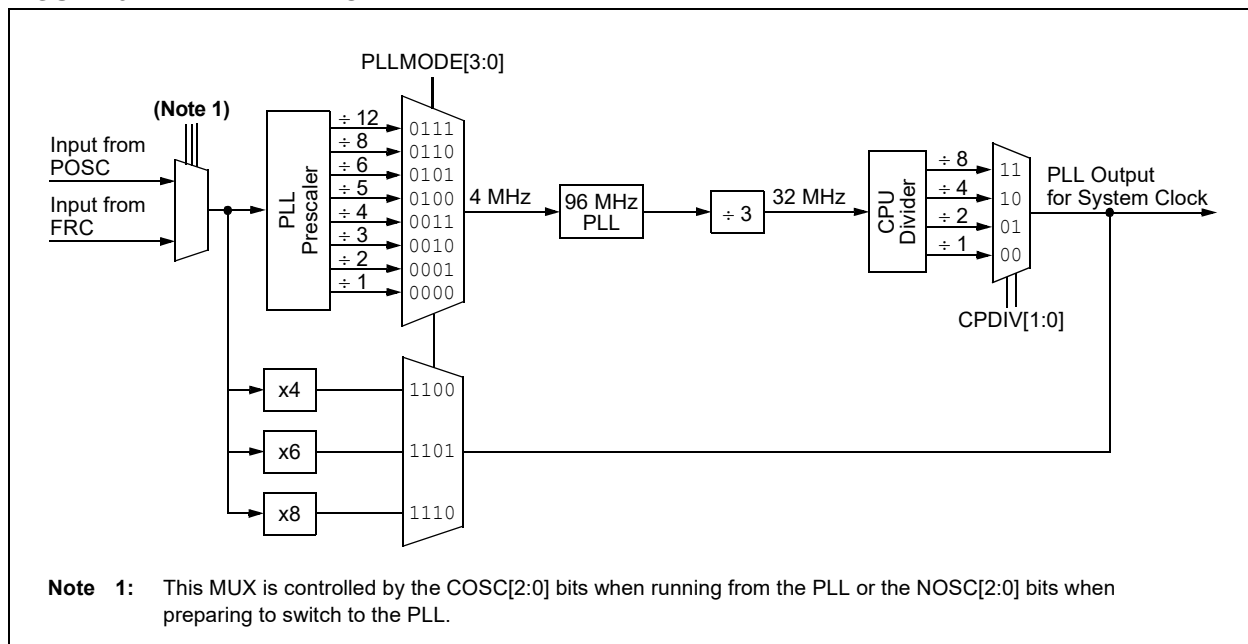 PLLMODE[3:0]
(Note 1)
Input from
POSC
Input from
FRC
PLL
Prescaler
÷ 12
÷ 8
÷ 6
÷ 5
÷ 4
÷ 3
÷ 2
÷ 1
0111
0110
0101
0100
0011
0010
0001
0000
4 MHz
96 MHz
PLL
÷ 3
32 MHz
CPU
Divider
÷ 8
÷ 4
÷ 2
÷ 1
11
10
01
00
CPDIV[1:0]
PLL Output
for System Clock
x4
x6
x8
1100
1101
1110
Note 1: This MUX is controlled by the COSC[2:0] bits when running from the PLL or the NOSC[2:0] bits when
preparing to switch to the PLL.